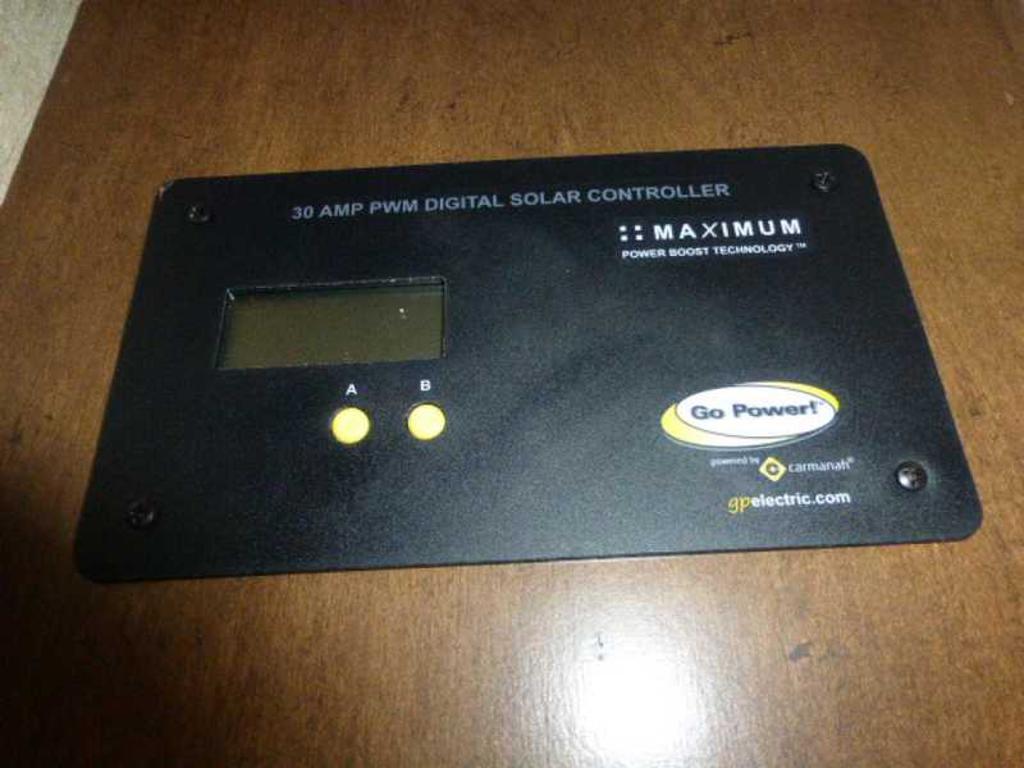 30 AMP PWM DIGITAL SOLAR CONTROLLER
MAXIMUM
POWER BOOST TECHNOLOGY™
A B
Go Power!
powered by carmanah®
gpelectric.com